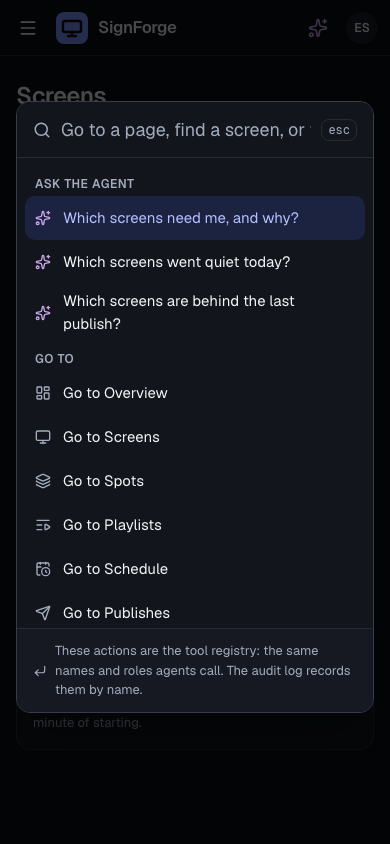 SignForge
ES
Screens
Go to a page, find a screen, or
esc
ASK THE AGENT
Which screens need me, and why?
Which screens went quiet today?
Which screens are behind the last
publish?
GO TO
Go to Overview
Go to Screens
Go to Spots
Go to Playlists
Go to Schedule
Go to Publishes
These actions are the tool registry: the same
names and roles agents call. The audit log records
them by name.
minute of starting.